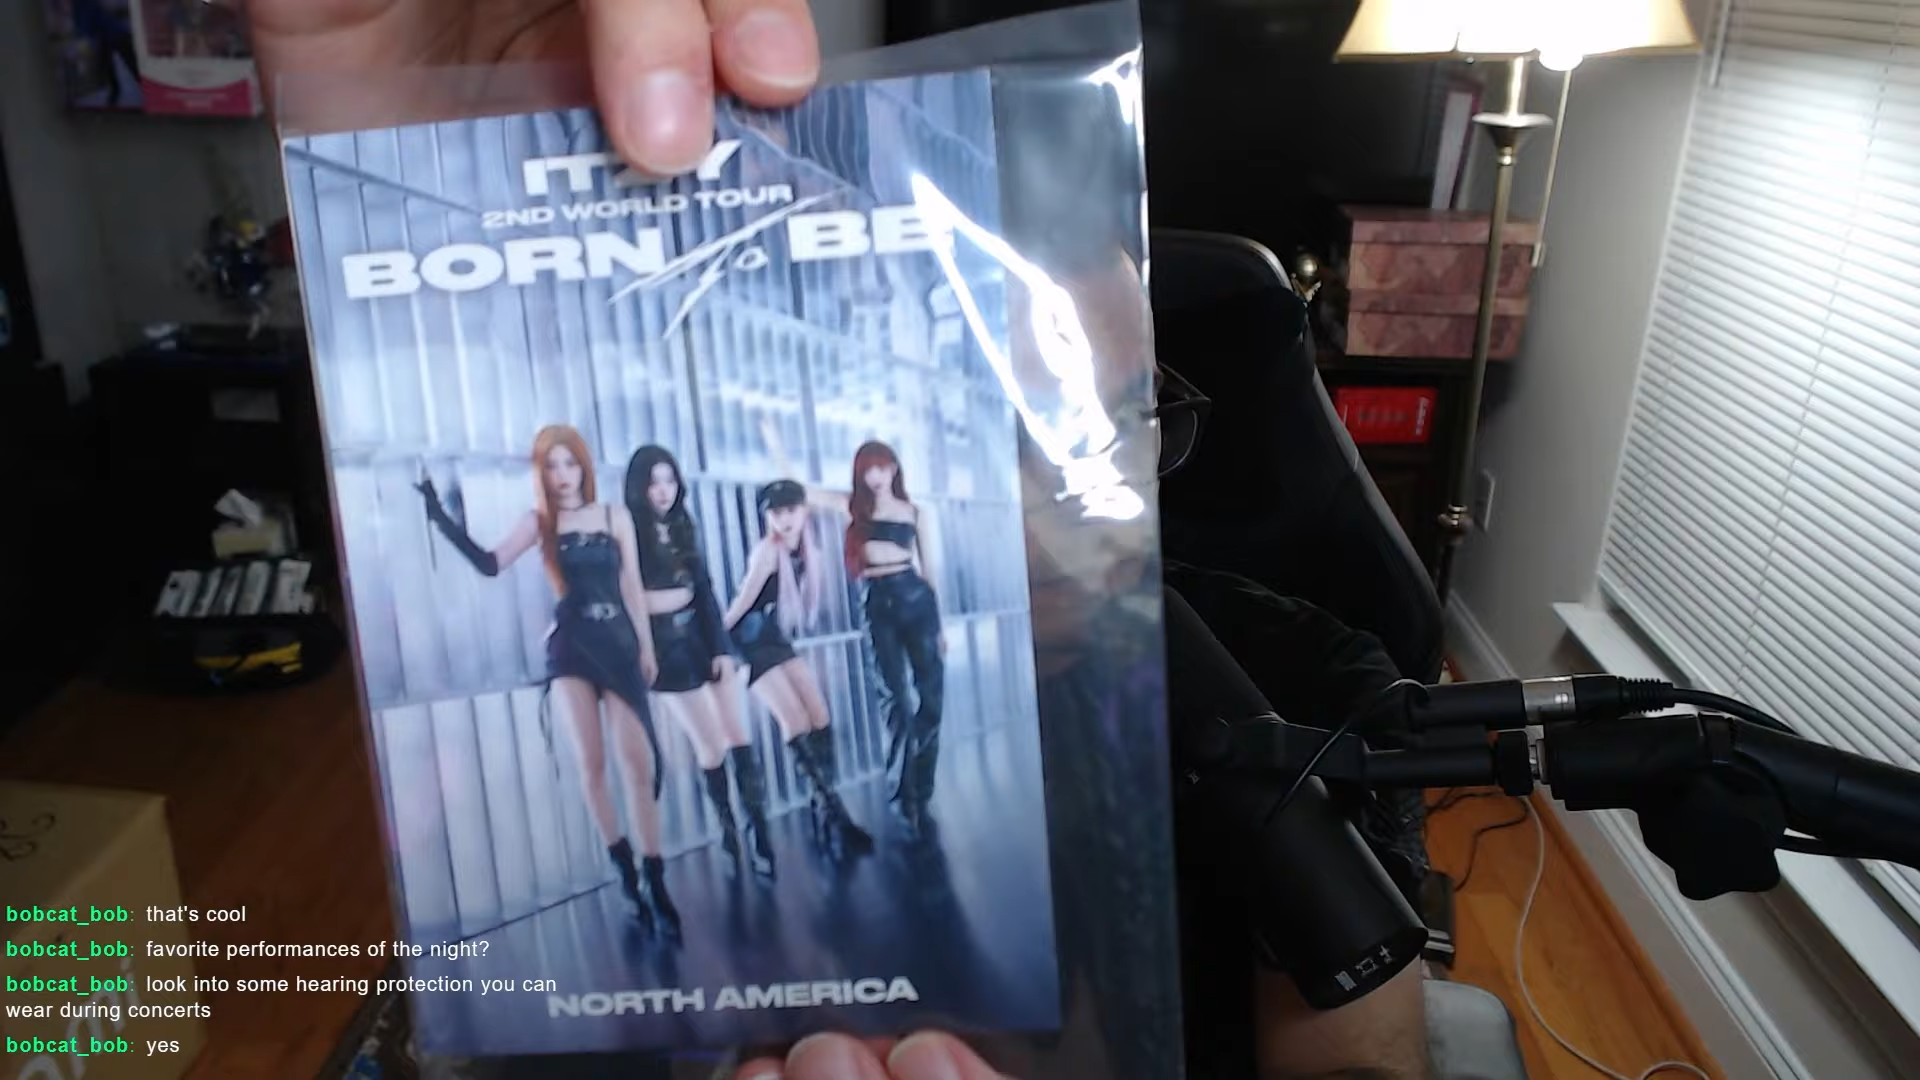 ITZY
2ND WORLD TOUR
BORN To BE
NORTH AMERICA
bobcat_bob: that's cool
bobcat_bob: favorite performances of the night?
bobcat_bob: look into some hearing protection you can
wear during concerts
bobcat_bob: yes